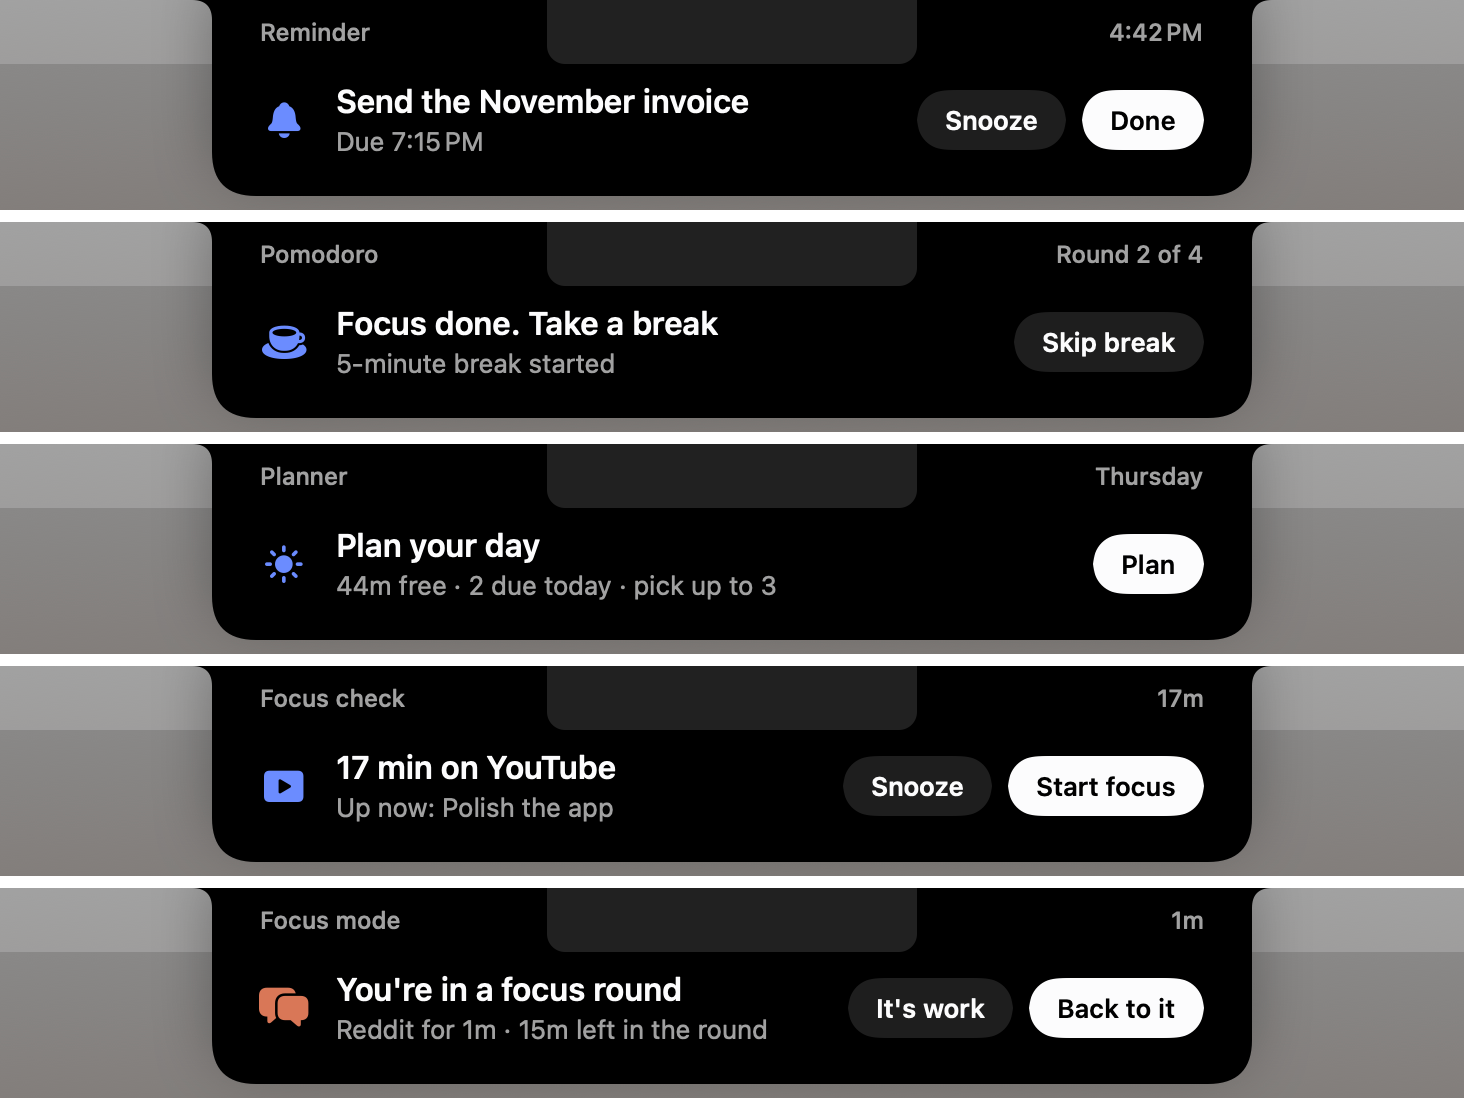 Reminder
4:42 PM
Send the November invoice
Due 7:15 PM
Snooze
Done
Pomodoro
Round 2 of 4
Focus done. Take a break
5-minute break started
Skip break
Planner
Thursday
Plan your day
44m free · 2 due today · pick up to 3
Plan
Focus check
17m
17 min on YouTube
Up now: Polish the app
Snooze
Start focus
Focus mode
1m
You're in a focus round
Reddit for 1m · 15m left in the round
It's work
Back to it